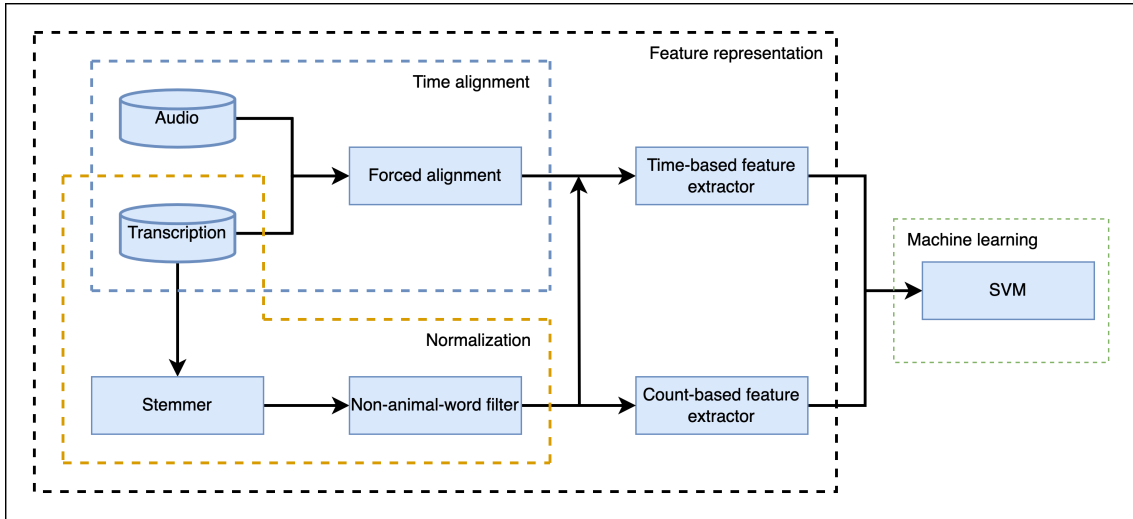 Feature representation
Time alignment
Audio
Forced alignment
Time-based feature
extractor
Transcription
Machine learning
SVM
Normalization
Stemmer
Non-animal-word filter
Count-based feature
extractor